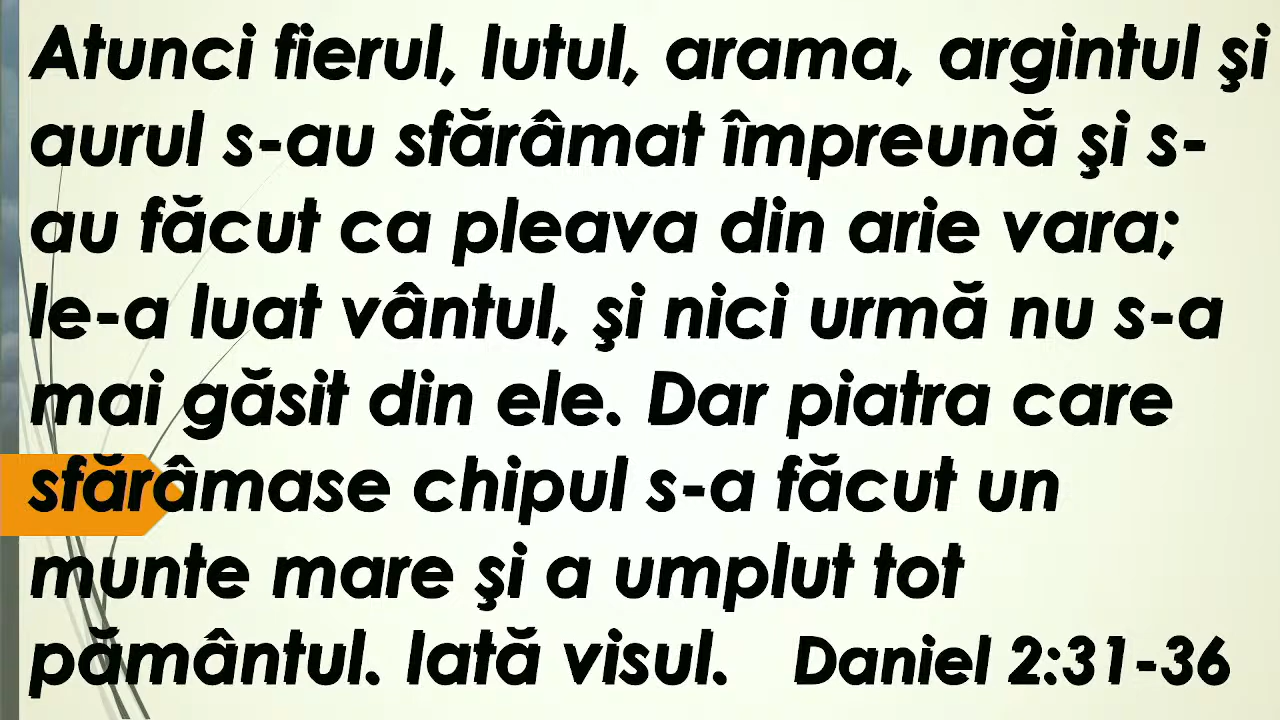 Atunci fierul, lutul, arama, argintul şi
aurul s-au sfărâmat împreună şi s-
au făcut ca pleava din arie vara;
le-a luat vântul, şi nici urmă nu s-a
mai găsit din ele. Dar piatra care
sfărâmase chipul s-a făcut un
munte mare şi a umplut tot
pământul. Iată visul. Daniel 2:31-36